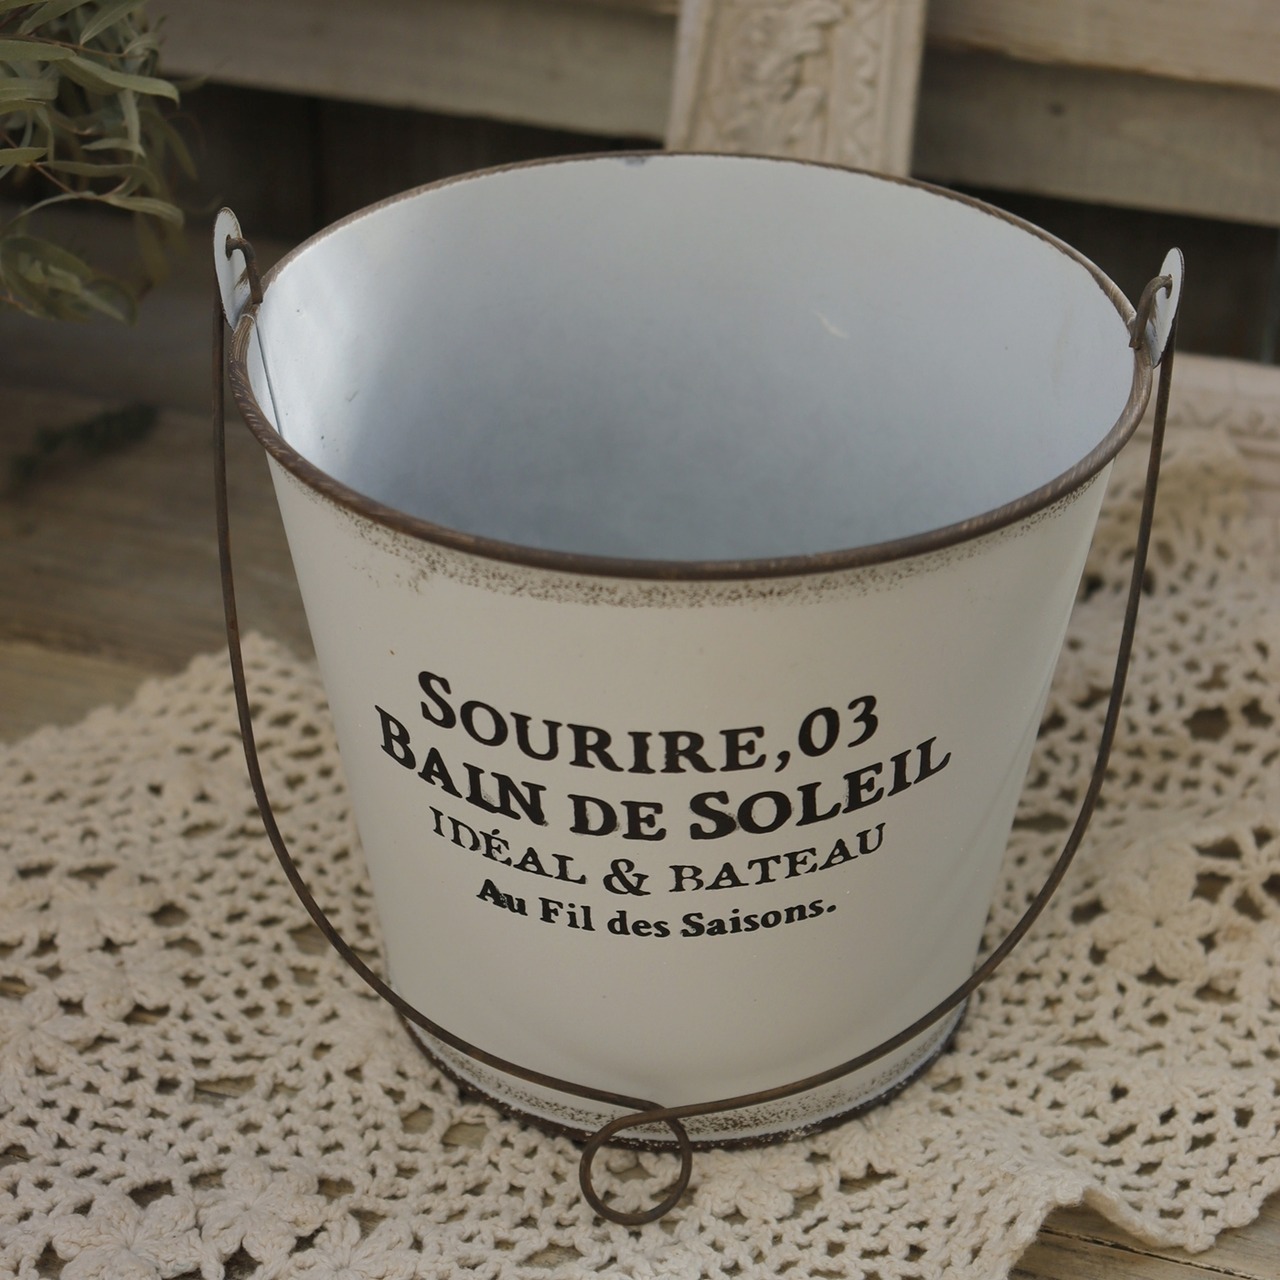 SOURIRE,03
BAIN DE SOLEIL
IDÉAL & BATEAU
Au Fil des Saisons.